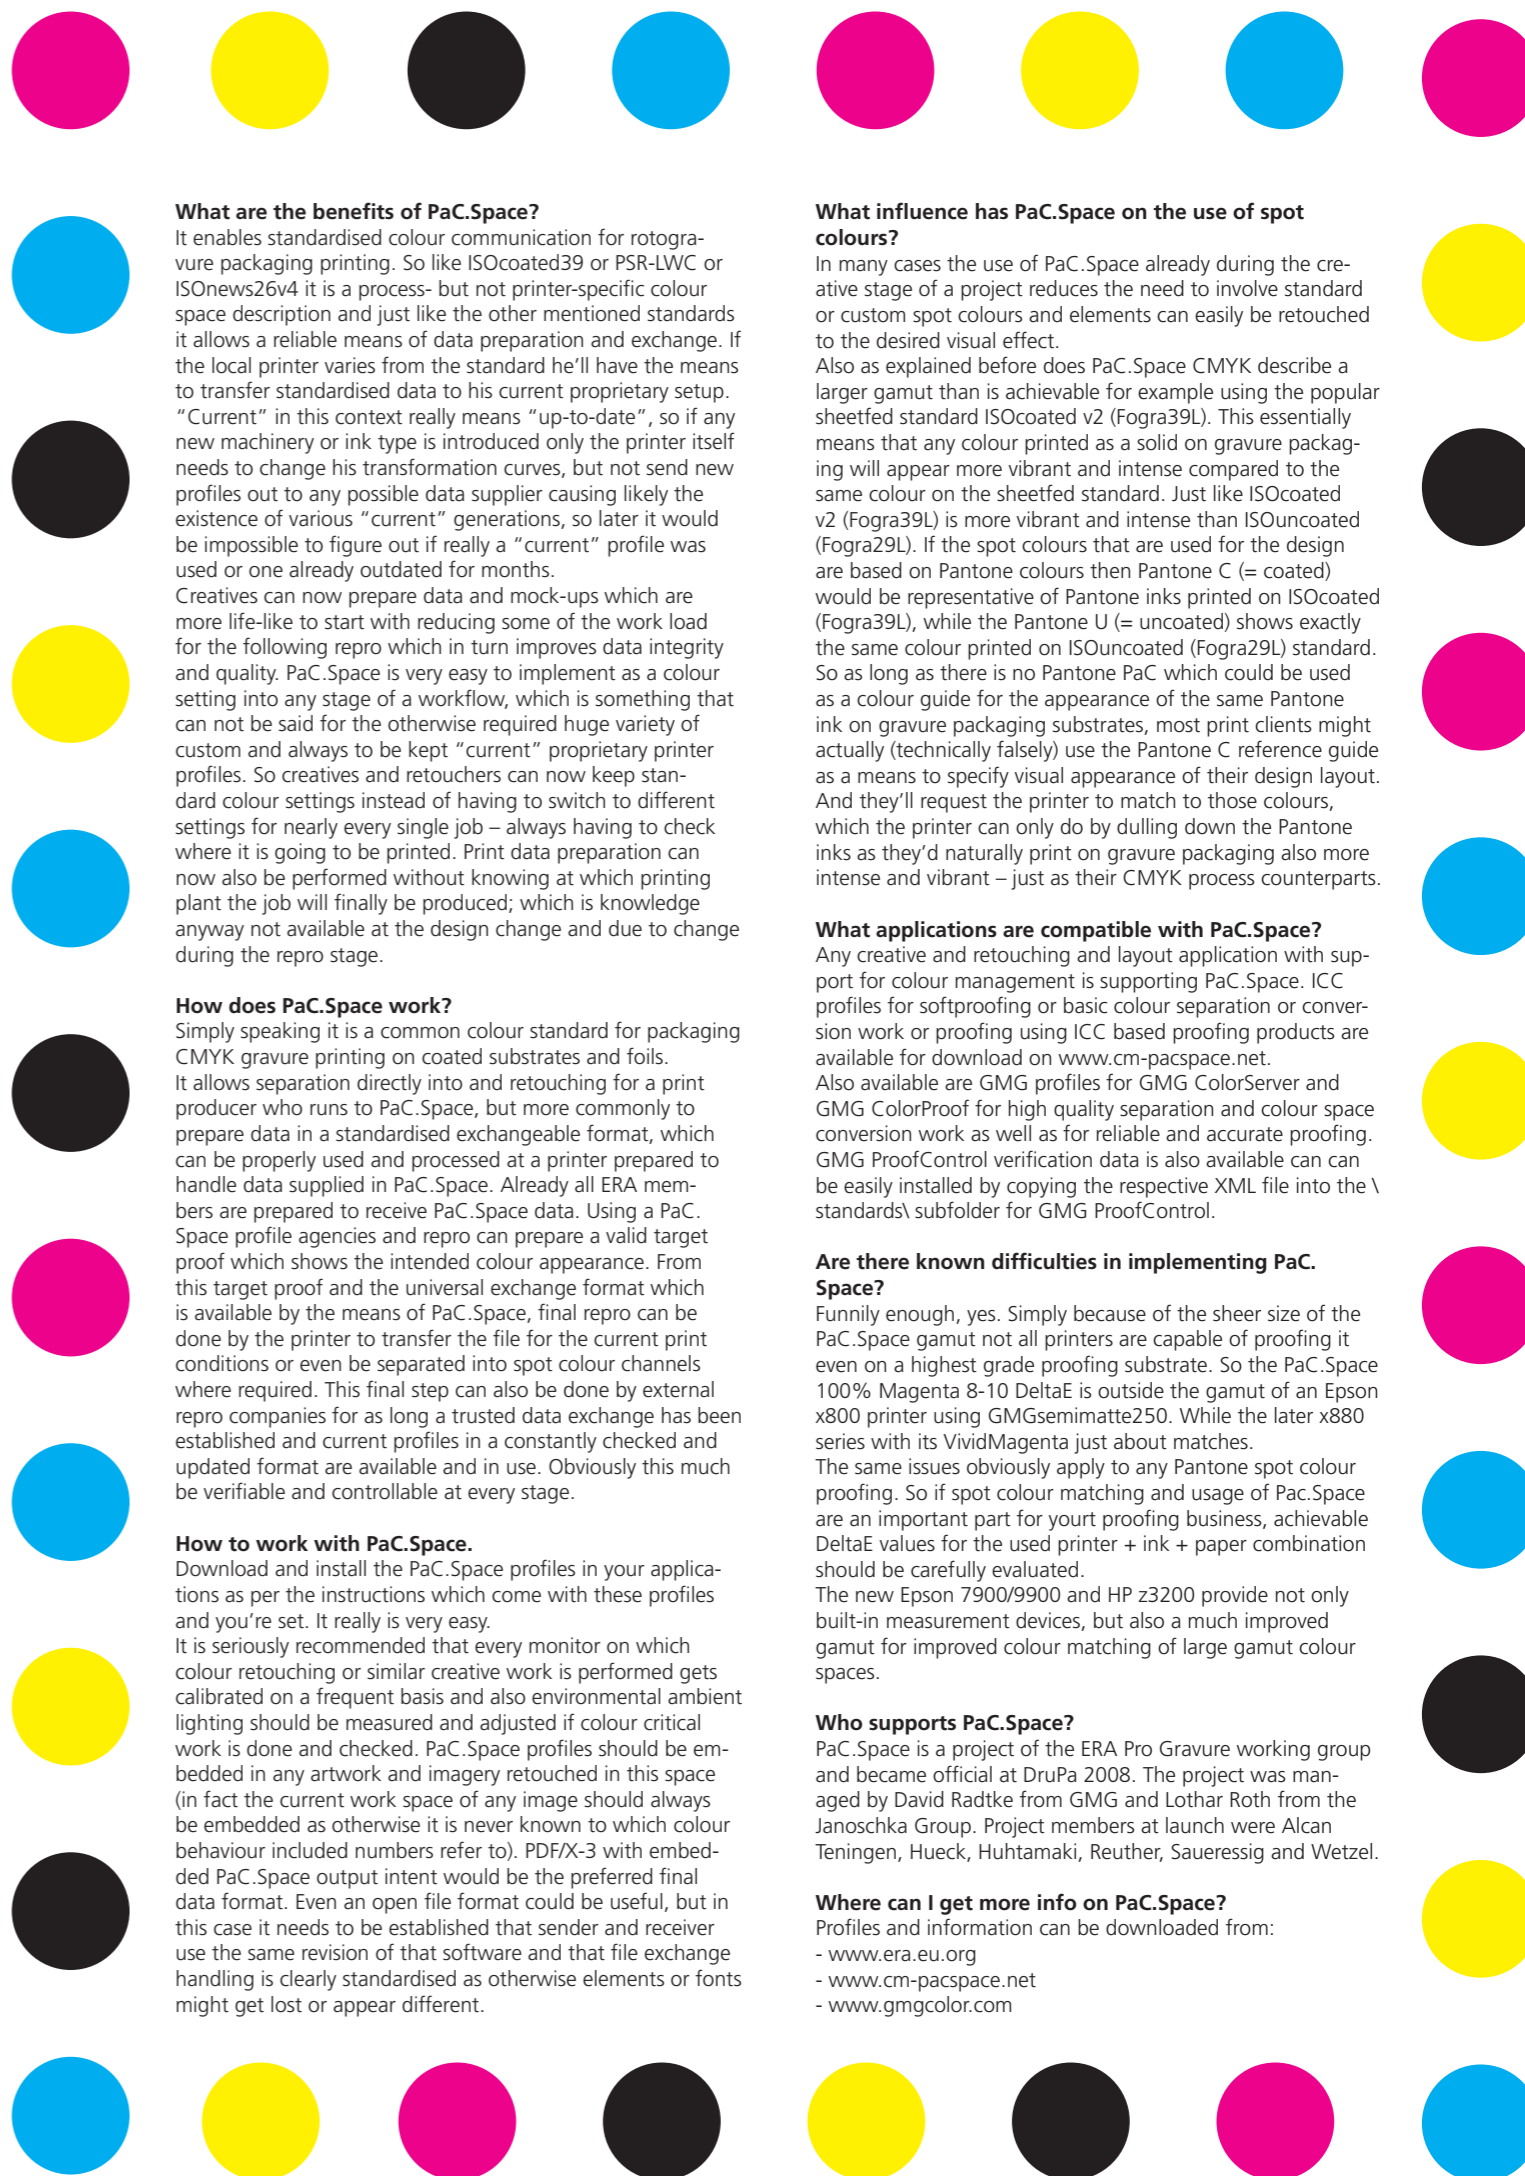 What are the benefits of PaC.Space?
It enables standardised colour communication for rotogra-
vure packaging printing. So like ISOcoated39 or PSR-LWC or
ISOnews26v4 it is a process- but not printer-specific colour
space description and just like the other mentioned standards
it allows a reliable means of data preparation and exchange. If
the local printer varies from the standard he'll have the means
to transfer standardised data to his current proprietary setup.
“Current” in this context really means “up-to-date”, so if any
new machinery or ink type is introduced only the printer itself
needs to change his transformation curves, but not send new
profiles out to any possible data supplier causing likely the
existence of various “current” generations, so later it would
be impossible to figure out if really a “current” profile was
used or one already outdated for months.
Creatives can now prepare data and mock-ups which are
more life-like to start with reducing some of the work load
for the following repro which in turn improves data integrity
and quality. PaC.Space is very easy to implement as a colour
setting into any stage of a workflow, which is something that
can not be said for the otherwise required huge variety of
custom and always to be kept “current” proprietary printer
profiles. So creatives and retouchers can now keep stan-
dard colour settings instead of having to switch to different
settings for nearly every single job – always having to check
where it is going to be printed. Print data preparation can
now also be performed without knowing at which printing
plant the job will finally be produced; which is knowledge
anyway not available at the design change and due to change
during the repro stage.
How does PaC.Space work?
Simply speaking it is a common colour standard for packaging
CMYK gravure printing on coated substrates and foils.
It allows separation directly into and retouching for a print
producer who runs to PaC.Space, but more commonly to
prepare data in a standardised exchangeable format, which
can be properly used and processed at a printer prepared to
handle data supplied in PaC.Space. Already all ERA mem-
bers are prepared to receive PaC.Space data. Using a PaC.
Space profile agencies and repro can prepare a valid target
proof which shows the intended colour appearance. From
this target proof and the universal exchange format which
is available by the means of PaC.Space, final repro can be
done by the printer to transfer the file for the current print
conditions or even be separated into spot colour channels
where required. This final step can also be done by external
repro companies for as long a trusted data exchange has been
established and current profiles in a constantly checked and
updated format are available and in use. Obviously this much
be verifiable and controllable at every stage.
How to work with PaC.Space.
Download and install the PaC.Space profiles in your applica-
tions as per the instructions which come with these profiles
and you're set. It really is very easy.
It is seriously recommended that every monitor on which
colour retouching or similar creative work is performed gets
calibrated on a frequent basis and also environmental ambient
lighting should be measured and adjusted if colour critical
work is done and checked. PaC.Space profiles should be em-
bedded in any artwork and imagery retouched in this space
(in fact the current work space of any image should always
be embedded as otherwise it is never known to which colour
behaviour included numbers refer to). PDF/X-3 with embed-
ded PaC.Space output intent would be the preferred final
data format. Even an open file format could be useful, but in
this case it needs to be established that sender and receiver
use the same revision of that software and that file exchange
handling is clearly standardised as otherwise elements or fonts
might get lost or appear different.
What influence has PaC.Space on the use of spot
colours?
In many cases the use of PaC.Space already during the cre-
ative stage of a project reduces the need to involve standard
or custom spot colours and elements can easily be retouched
to the desired visual effect.
Also as explained before does PaC.Space CMYK describe a
larger gamut than is achievable for example using the popular
sheetfed standard ISOcoated v2 (Fogra39L). This essentially
means that any colour printed as a solid on gravure packag-
ing will appear more vibrant and intense compared to the
same colour on the sheetfed standard. Just like ISOcoated
v2 (Fogra39L) is more vibrant and intense than ISOuncoated
(Fogra29L). If the spot colours that are used for the design
are based on Pantone colours then Pantone C (= coated)
would be representative of Pantone inks printed on ISOcoated
(Fogra39L), while the Pantone U (= uncoated) shows exactly
the same colour printed on ISOuncoated (Fogra29L) standard.
So as long as there is no Pantone PaC which could be used
as a colour guide for the appearance of the same Pantone
ink on gravure packaging substrates, most print clients might
actually (technically falsely) use the Pantone C reference guide
as a means to specify visual appearance of their design layout.
And they'll request the printer to match to those colours,
which the printer can only do by dulling down the Pantone
inks as they'd naturally print on gravure packaging also more
intense and vibrant – just as their CMYK process counterparts.
What applications are compatible with PaC.Space?
Any creative and retouching and layout application with sup-
port for colour management is supporting PaC.Space. ICC
profiles for softproofing or basic colour separation or conver-
sion work or proofing using ICC based proofing products are
available for download on www.cm-pacspace.net.
Also available are GMG profiles for GMG ColorServer and
GMG ColorProof for high quality separation and colour space
conversion work as well as for reliable and accurate proofing.
GMG ProofControl verification data is also available can can
be easily installed by copying the respective XML file into the \
standards\ subfolder for GMG ProofControl.
Are there known difficulties in implementing PaC.
Space?
Funnily enough, yes. Simply because of the sheer size of the
PaC.Space gamut not all printers are capable of proofing it
even on a highest grade proofing substrate. So the PaC.Space
100% Magenta 8-10 DeltaE is outside the gamut of an Epson
x800 printer using GMGsemimatte250. While the later x880
series with its VividMagenta just about matches.
The same issues obviously apply to any Pantone spot colour
proofing. So if spot colour matching and usage of Pac.Space
are an important part for yourt proofing business, achievable
DeltaE values for the used printer + ink + paper combination
should be carefully evaluated.
The new Epson 7900/9900 and HP z3200 provide not only
built-in measurement devices, but also a much improved
gamut for improved colour matching of large gamut colour
spaces.
Who supports PaC.Space?
PaC.Space is a project of the ERA Pro Gravure working group
and became official at DruPa 2008. The project was man-
aged by David Radtke from GMG and Lothar Roth from the
Janoschka Group. Project members at launch were Alcan
Teningen, Hueck, Huhtamaki, Reuther, Saueressig and Wetzel.
Where can I get more info on PaC.Space?
Profiles and information can be downloaded from:
- www.era.eu.org
- www.cm-pacspace.net
- www.gmgcolor.com